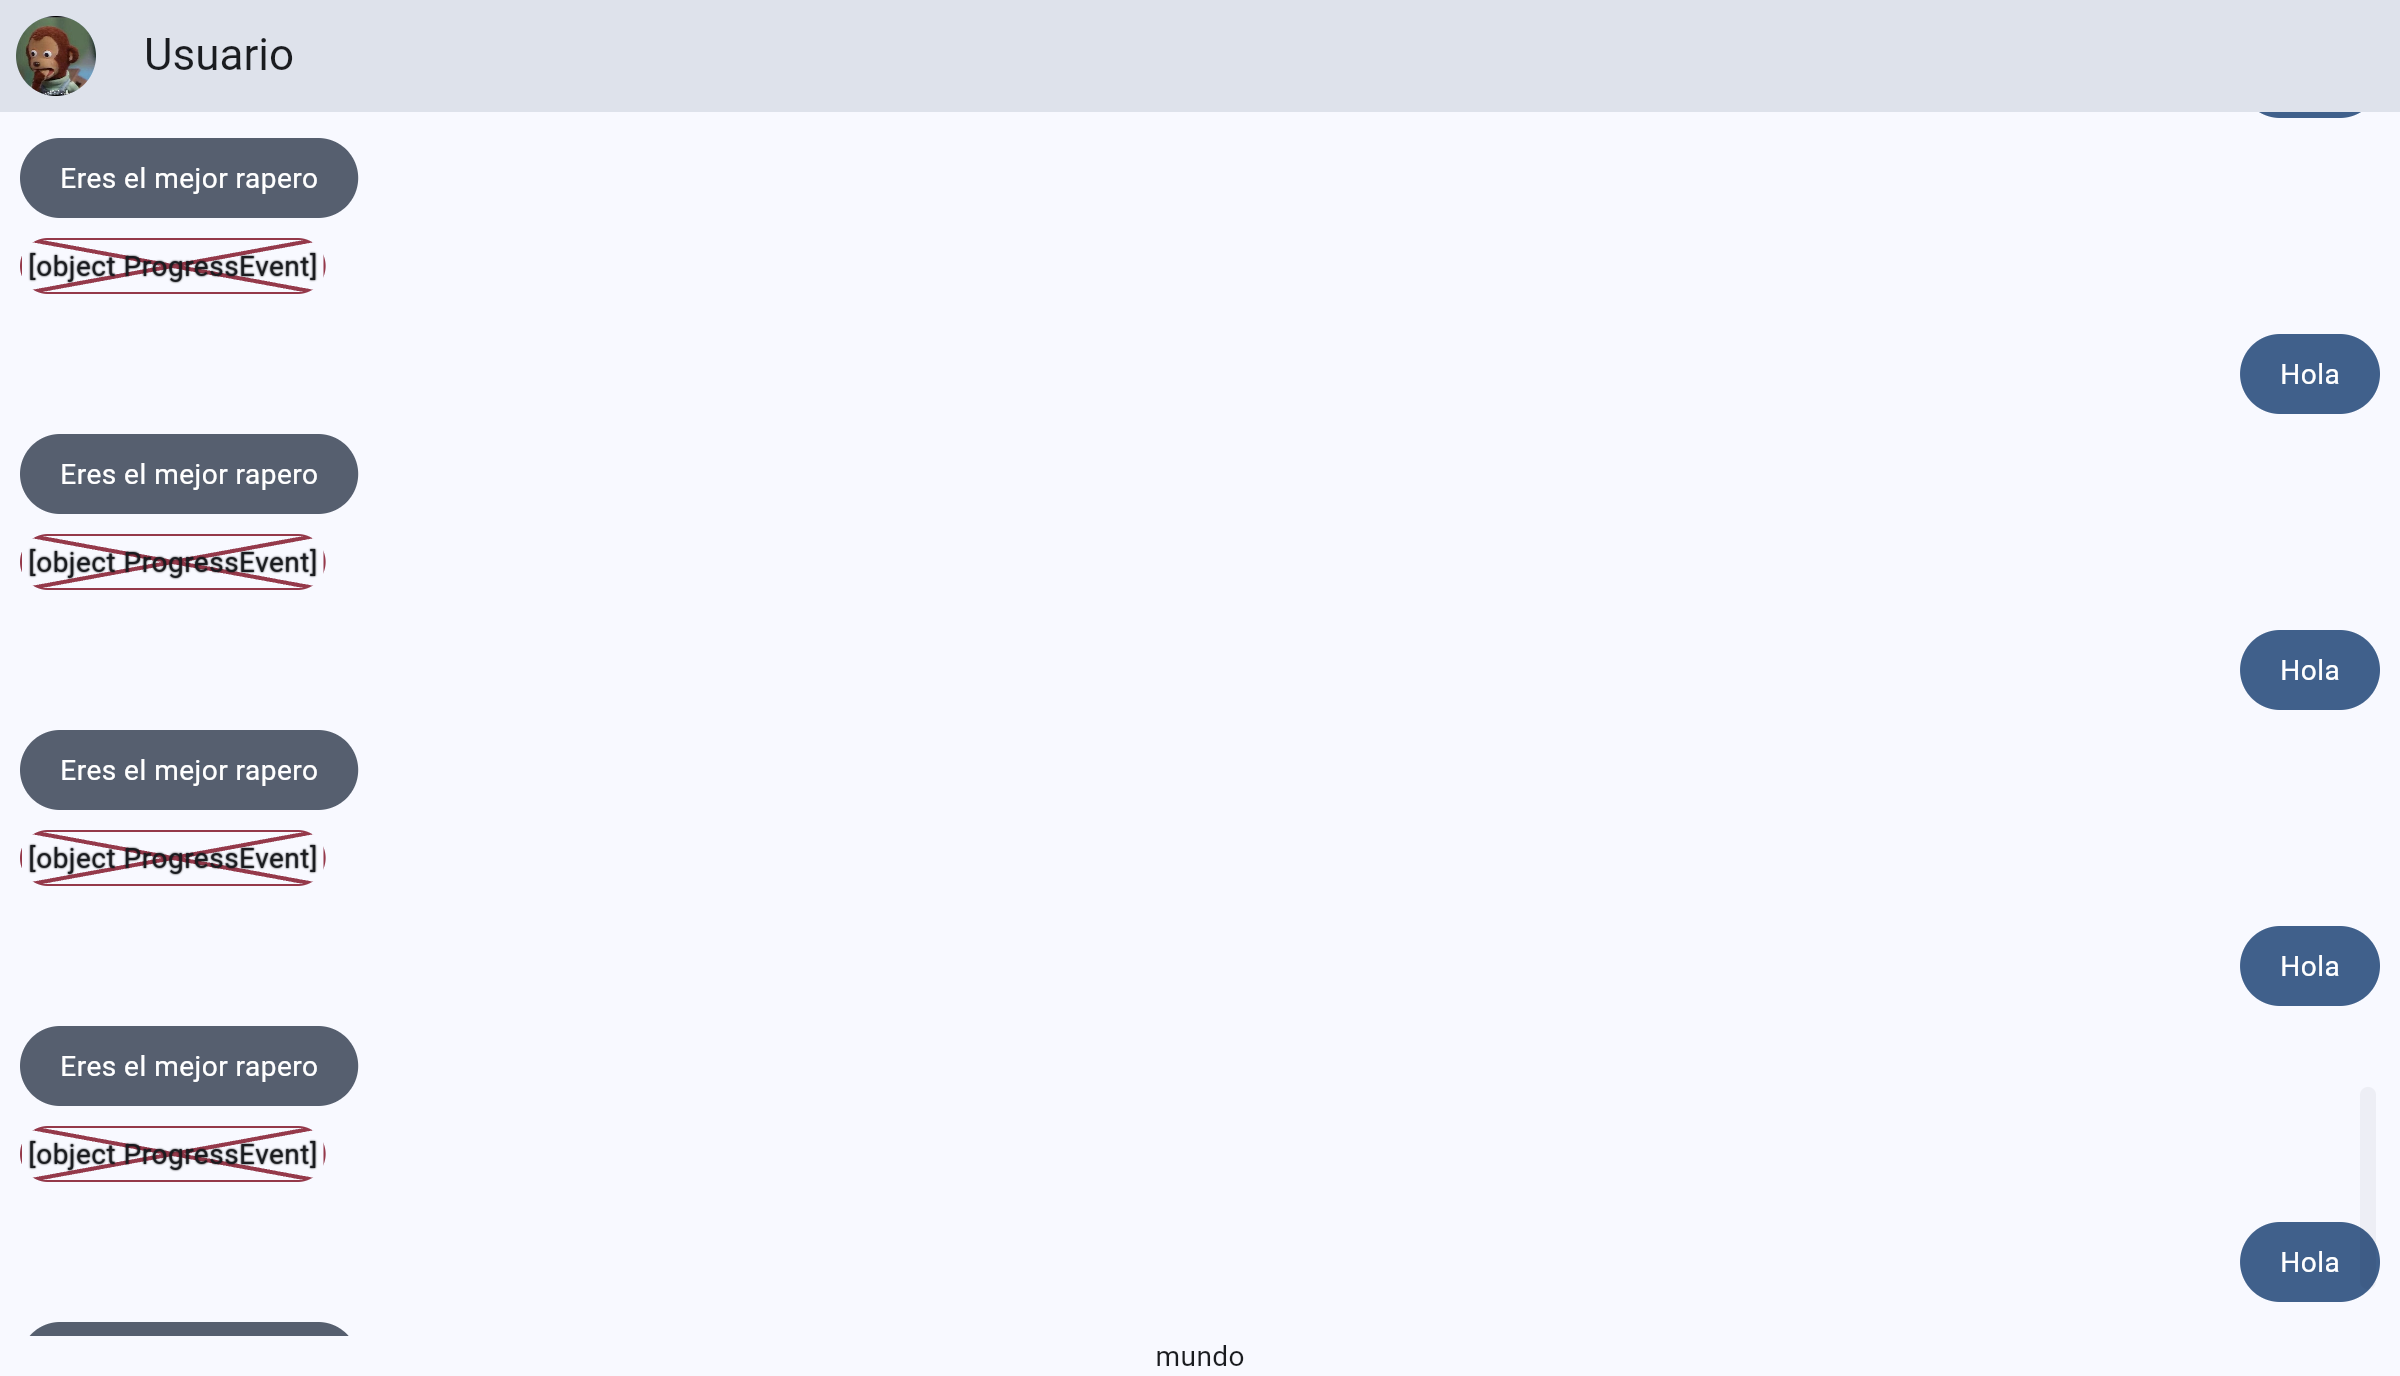 Usuario
Eres el mejor rapero
[object ProgressEvent]
Hola
Eres el mejor rapero
[object ProgressEvent]
Hola
Eres el mejor rapero
[object ProgressEvent]
Hola
Eres el mejor rapero
[object ProgressEvent]
Hola
mundo